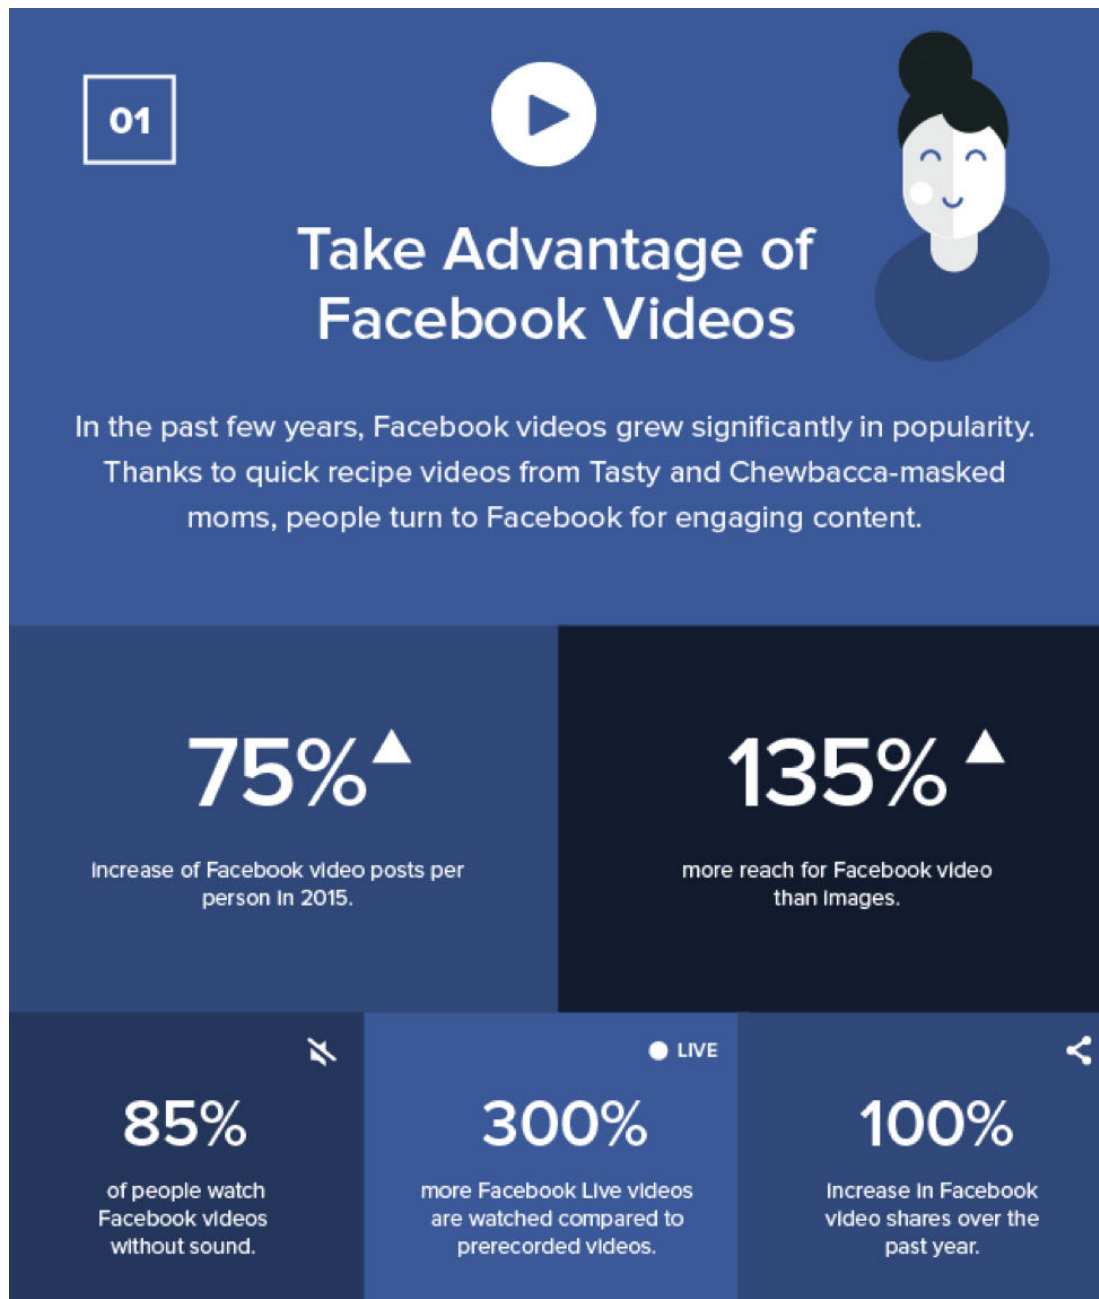 01
Take Advantage of
Facebook Videos
In the past few years, Facebook videos grew significantly in popularity.
Thanks to quick recipe videos from Tasty and Chewbacca-masked
moms, people turn to Facebook for engaging content.
75%
Increase of Facebook video posts per
person in 2015.
135%
more reach for Facebook video
than images.
85%
of people watch
Facebook videos
without sound.
LIVE
300%
more Facebook Live videos
are watched compared to
prerecorded videos.
100%
Increase in Facebook
video shares over the
past year.